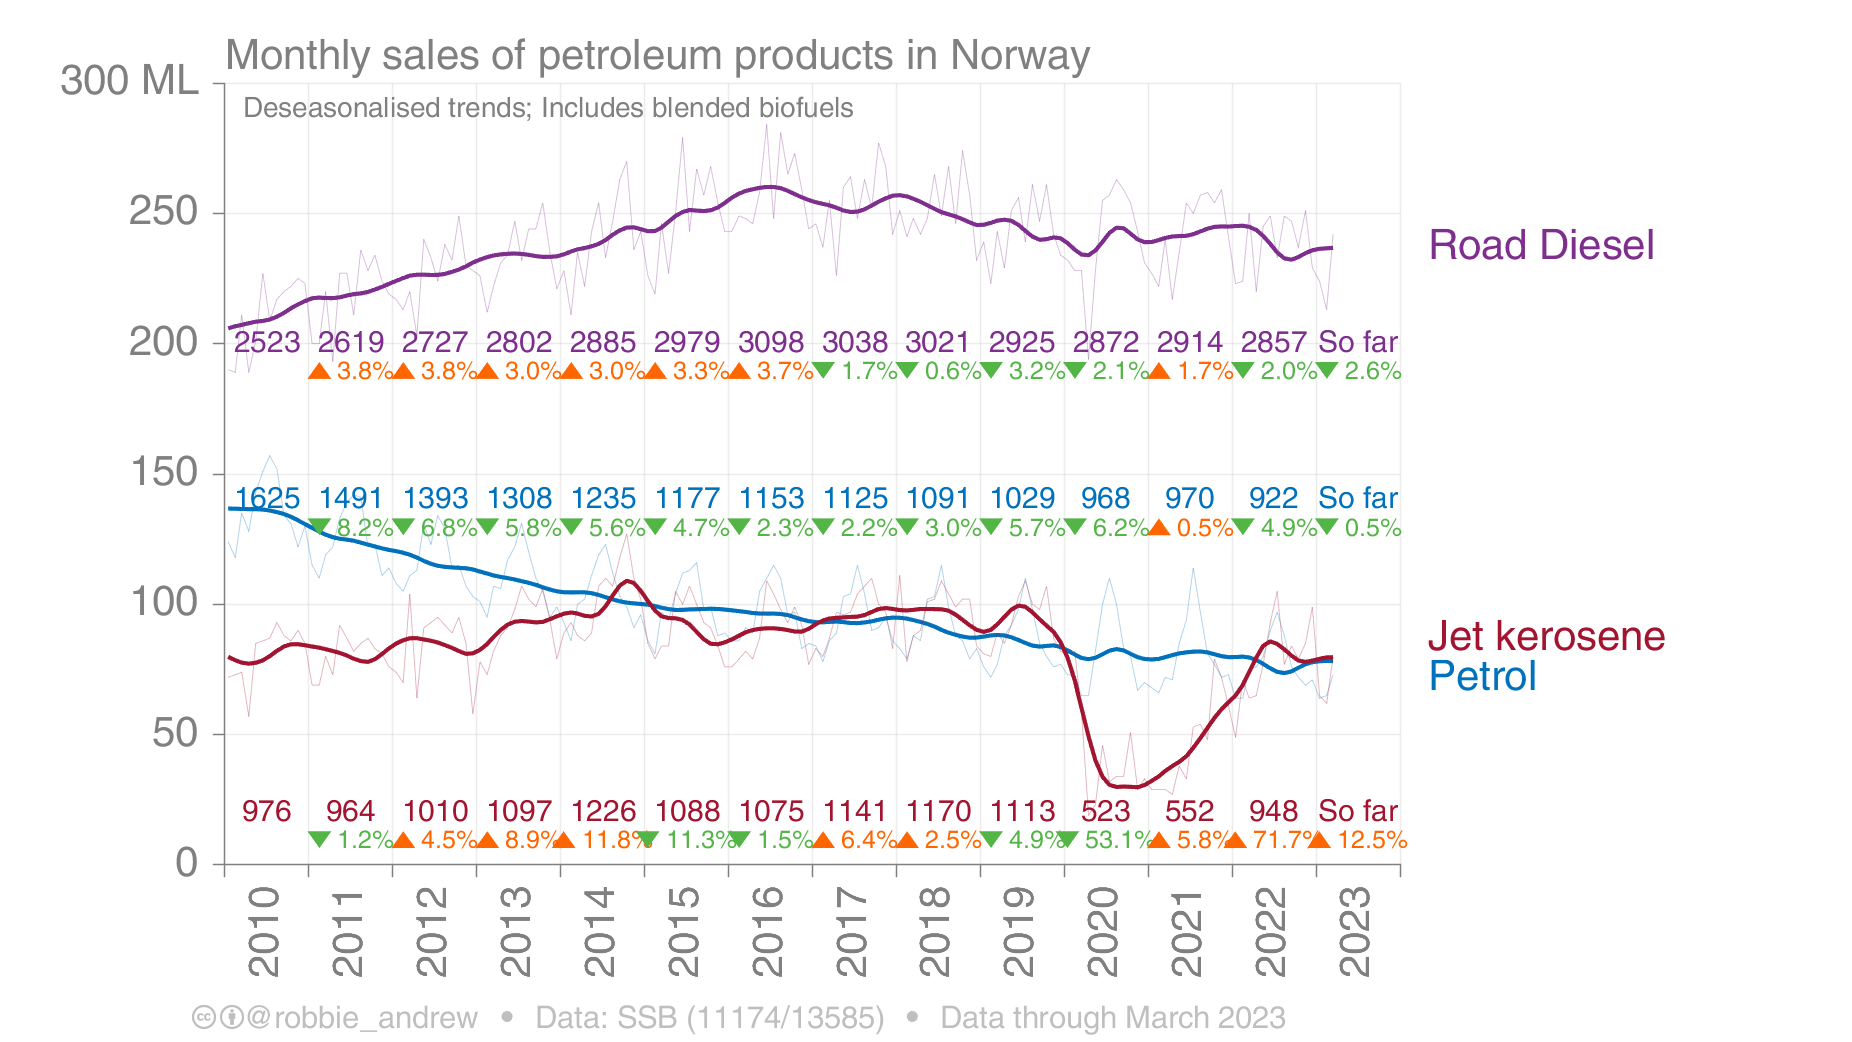 Monthly sales of petroleum products in Norway
300 ML
Deseasonalised trends; Includes blended biofuels
250
Road Diesel
200
2523 2619 2727 2802 2885 2979 3098 3038 3021 2925 2872 2914 2857 So far
3.8% 3.8% 3.0% 3.0% 3.3% 3.7% 1.7% 0.6% 3.2% 2.1% 1.7% 2.0% 2.6%
150
1625 1491 1393 1308 1235 1177 1153 1125 1091 1029 968 970 922 So far
8.2% 6.8% 5.8% 5.6% 4.7% 2.3% 2.2% 3.0% 5.7% 6.2% 0.5% 4.9% 0.5%
100
Jet kerosene
Petrol
50
976 964 1010 1097 1226 1088 1075 1141 1170 1113 523 552 948 So far
1.2% 4.5% 8.9% 11.8% 11.3% 1.5% 6.4% 2.5% 4.9% 53.1% 5.8% 71.7% 12.5%
0
2010 2011 2012 2013 2014 2015 2016 2017 2018 2019 2020 2021 2022 2023
cc @robbie_andrew • Data: SSB (11174/13585) • Data through March 2023